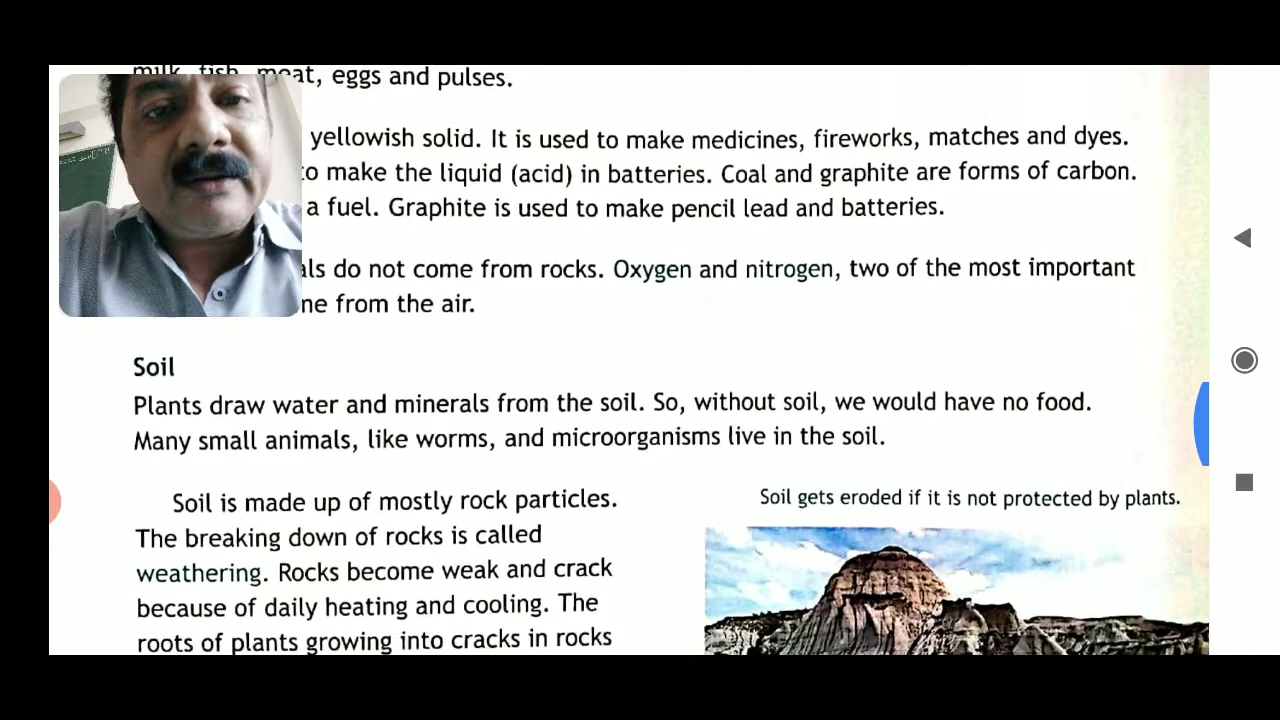 milk, fish, meat, eggs and pulses.
yellowish solid. It is used to make medicines, fireworks, matches and dyes.
to make the liquid (acid) in batteries. Coal and graphite are forms of carbon.
a fuel. Graphite is used to make pencil lead and batteries.
do not come from rocks. Oxygen and nitrogen, two of the most important
from the air.
Soil
Plants draw water and minerals from the soil. So, without soil, we would have no food.
Many small animals, like worms, and microorganisms live in the soil.
Soil is made up of mostly rock particles.
The breaking down of rocks is called
weathering. Rocks become weak and crack
because of daily heating and cooling. The
roots of plants growing into cracks in rocks
Soil gets eroded if it is not protected by plants.